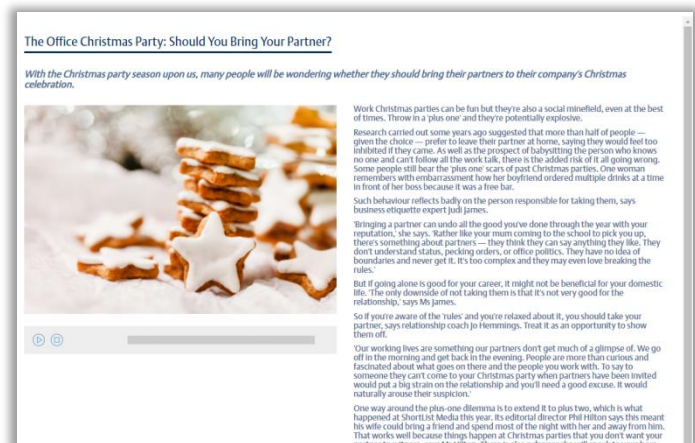 The Office Christmas Party: Should You Bring Your Partner?
With the Christmas party season upon us, many people will be wondering whether they should bring their partners to their company's Christmas
celebration.
Work Christmas parties can be fun but they're also a social minefield, even at the best
of times. Throw in a 'plus one' and they're potentially explosive.
Research carried out some years ago suggested that more than half of people —
given the choice — prefer to leave their partner at home, saying they would feel too
inhibited if they came. As well as the prospect of babysitting the person who knows
no one and can't follow all the work talk, there is the added risk of it all going wrong.
Some people still bear the 'plus one' scars of past Christmas parties. One woman
remembers with embarrassment how her boyfriend ordered multiple drinks at a time
in front of her boss because it was a free bar.
Such behaviour reflects badly on the person responsible for taking them, says
business etiquette expert Judi James.
'Bringing a partner can undo all the good you've done through the year with your
reputation,' she says. 'Rather like your mum coming to the school to pick you up,
there's something about partners — they think they can say anything they like. They
don't understand status, pecking orders, or office politics. They have no idea of
boundaries and never get it. It's too complex and they may even love breaking the
rules.'
But if going alone is good for your career, it might not be beneficial for your domestic
life. 'The only downside of not taking them is that it's not very good for the
relationship,' says Ms James.
So if you're aware of the 'rules' and you're relaxed about it, you should take your
partner, says relationship coach Jo Hemmings. Treat it as an opportunity to show
them off.
'Our working lives are something our partners don't get much of a glimpse of. We go
off in the morning and get back in the evening. People are more than curious and
fascinated about what goes on there and the people you work with. To say to
someone they can't come to your Christmas party when partners have been invited
would put a big strain on the relationship and you'll need a good excuse. It would
naturally arouse their suspicion.'
One way around the plus-one dilemma is to extend it to plus two, which is what
happened at ShortList Media this year. Its editorial director Phil Hilton says this meant
his wife could bring a friend and spend most of the night with her and away from him.
That works well because things happen at Christmas parties that you don't want your